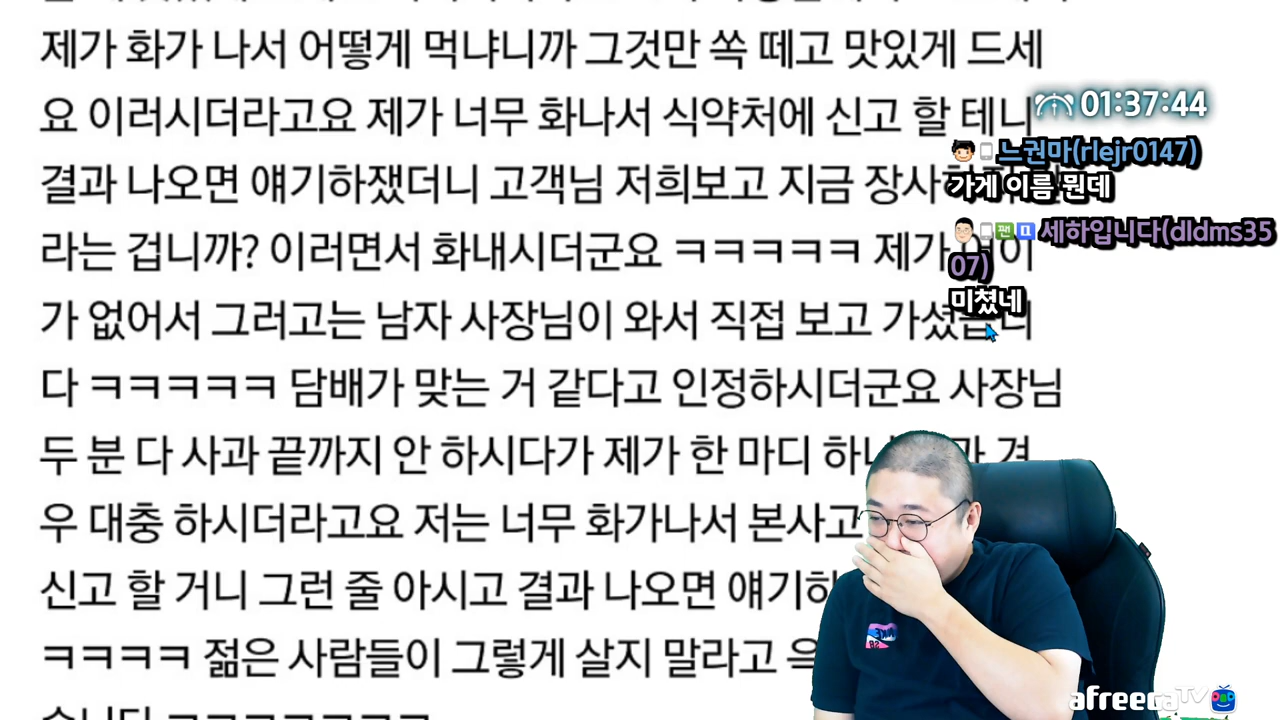 제가 화가 나서 어떻게 먹냐니까 그것만 쏙 떼고 맛있게 드세
요 이러시더라고요 제가 너무 화나서 식약처에 신고 할 테니
결과 나오면 얘기하쟀더니 고객님 저희보고 지금 장사
라는 겁니까? 이러면서 화내시더군요 ㅋㅋㅋㅋㅋ 제가
가 없어서 그러고는 남자 사장님이 와서 직접 보고 가셨습니
다 ㅋㅋㅋㅋㅋ 담배가 맞는 거 같다고 인정하시더군요 사장님
두 분 다 사과 끝까지 안 하시다가 제가 한 마디 겨
우 대충 하시더라고요 저는 너무 화가나서 본사고
신고 할 거니 그런 줄 아시고 결과 나오면
ㅋㅋㅋㅋ 젊은 사람들이 그렇게 살지 말라고
01:37:44
느권마(rlejr0147)
가게 이름 뭔데
팬 세하입니다(dldms35
07)
미쳤네
afreecaTV